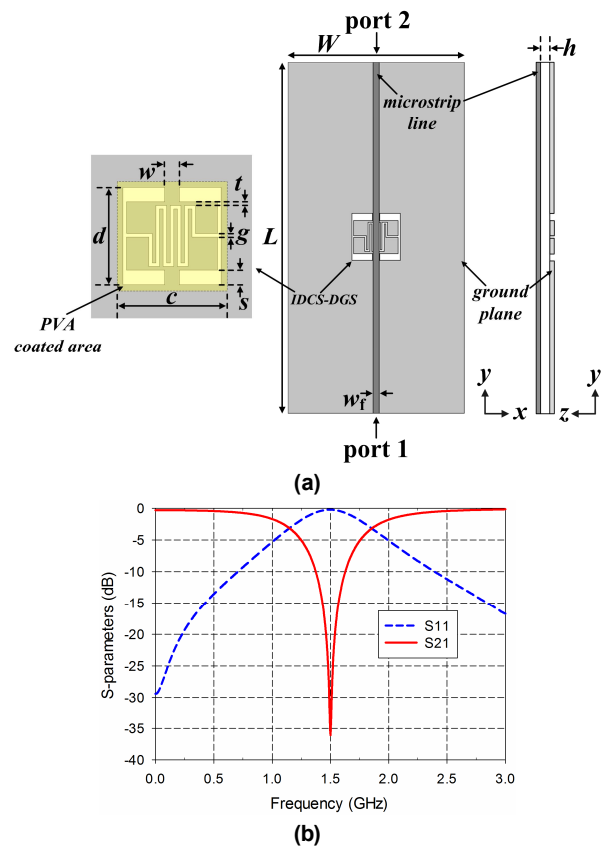 port 2
W
h
microstrip
line
w
t
d
g
L
c
s
IDCS-DGS
ground
plane
PVA
coated area
w_f
y
x
z
y
port 1
(a)
S-parameters (dB)
0
-5
-10
-15
-20
-25
-30
-35
-40
S11
S21
0.0 0.5 1.0 1.5 2.0 2.5 3.0
Frequency (GHz)
(b)